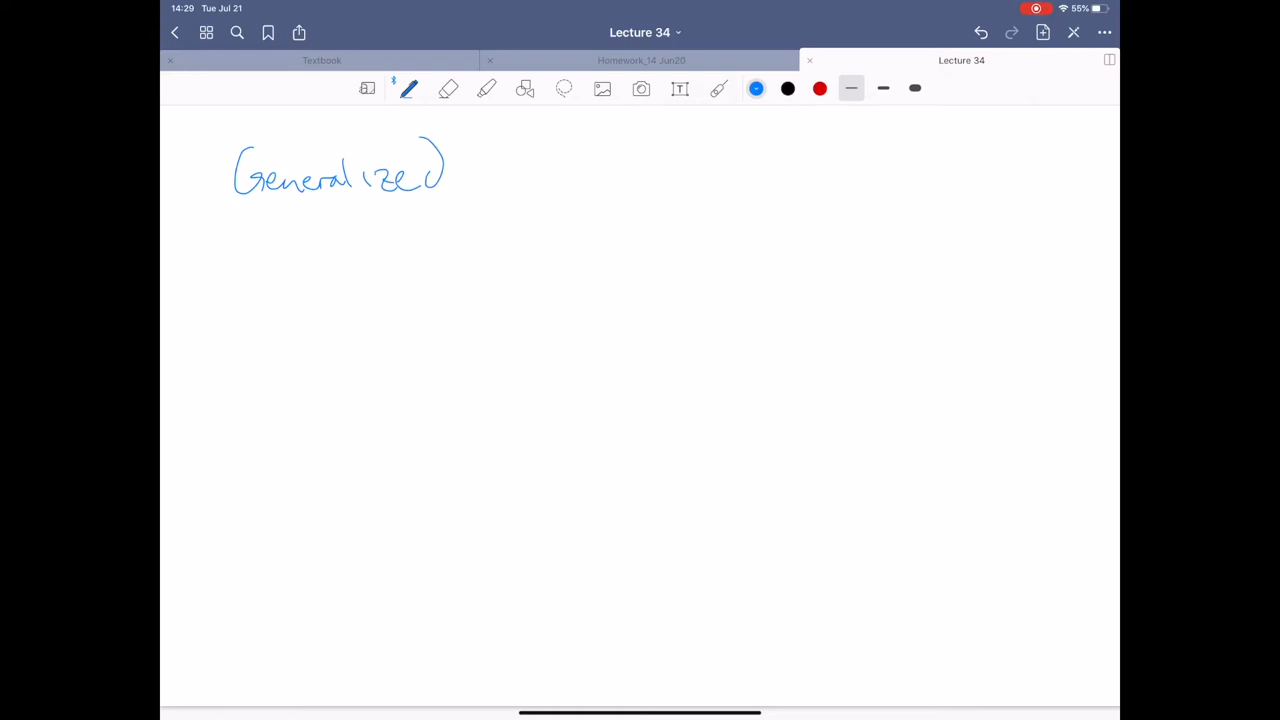 14:29 Tue Jul 21
55%
Lecture 34
Textbook
Homework_14 Jun20
Lecture 34
T
Generalized